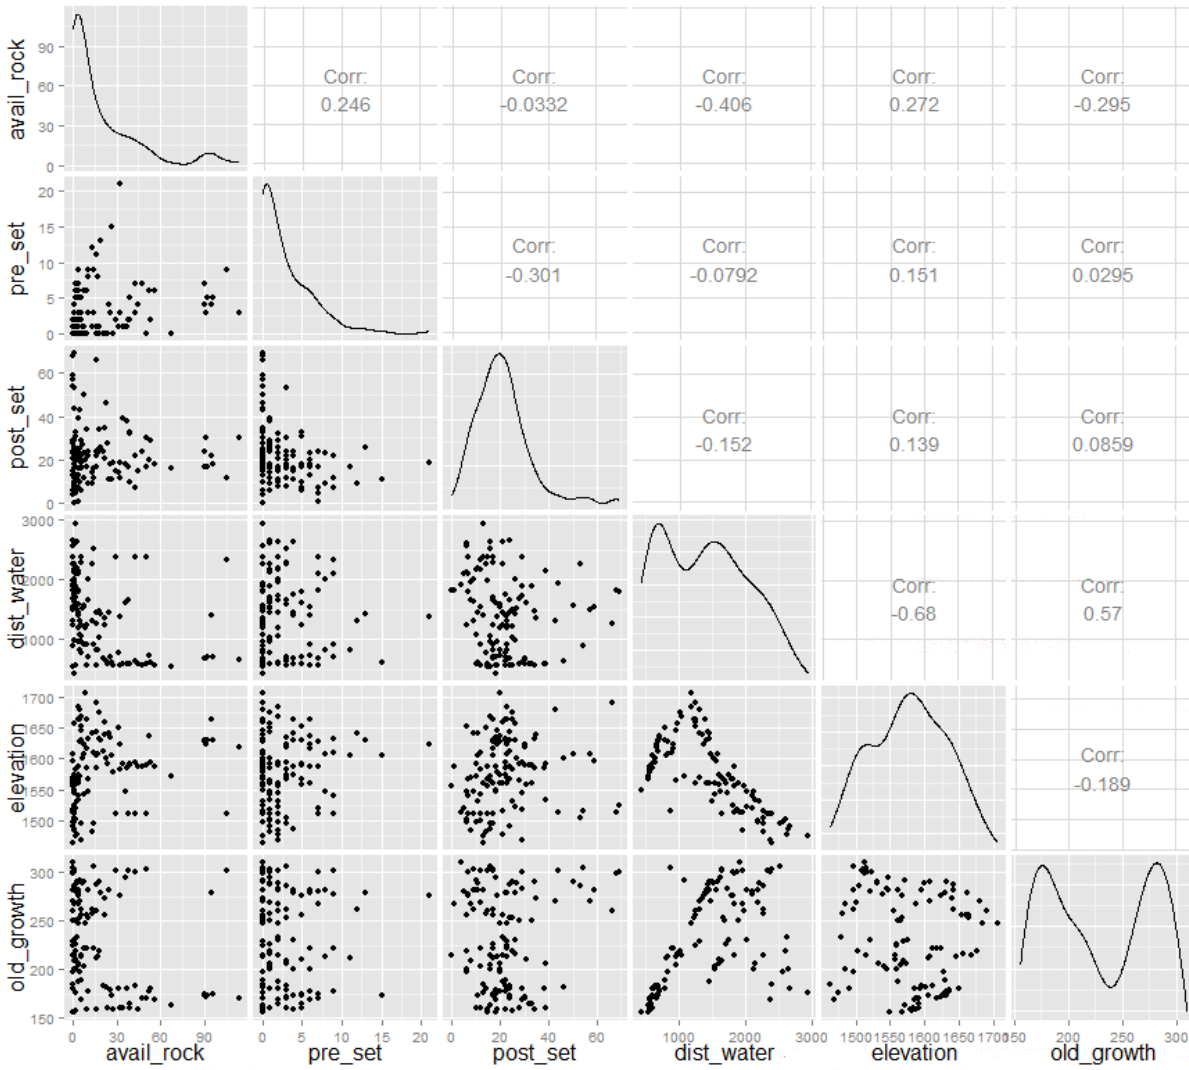 avail_rock
90
60
30
0
Corr:
0.246
Corr:
-0.0332
Corr:
-0.406
Corr:
0.272
Corr:
-0.295
pre_set
20
15
10
5
0
Corr:
-0.301
Corr:
-0.0792
Corr:
0.151
Corr:
0.0295
post_set
60
40
20
0
Corr:
-0.152
Corr:
0.139
Corr:
0.0859
dist_water
3000
2000
1000
Corr:
-0.68
Corr:
0.57
elevation
1700
1650
1600
1550
1500
Corr:
-0.189
old_growth
300
250
200
150
0 30 60 90
0 5 10 15 20
0 20 40 60
1000 2000 3000
1500 1550 1600 1650 1700
150 200 250 300
avail_rock pre_set post_set dist_water elevation old_growth